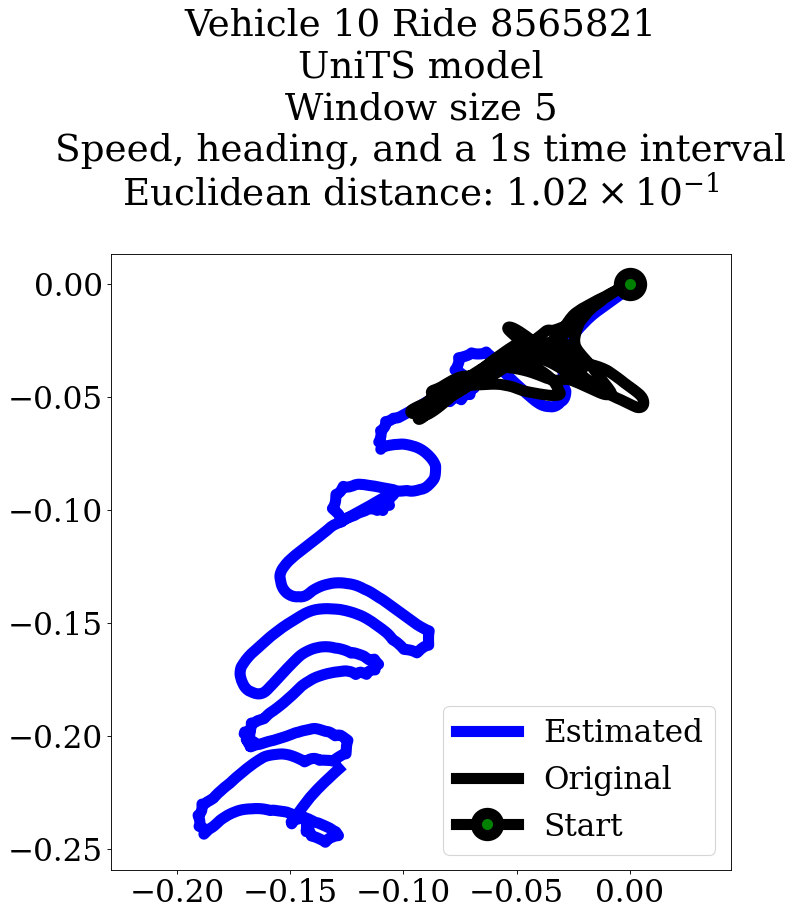 Vehicle 10 Ride 8565821
UniTS model
Window size 5
Speed, heading, and a 1s time interval
Euclidean distance: 1.02 × 10⁻¹
0.00
−0.05
−0.10
−0.15
−0.20
−0.25
Estimated
Original
Start
−0.20 −0.15 −0.10 −0.05 0.00